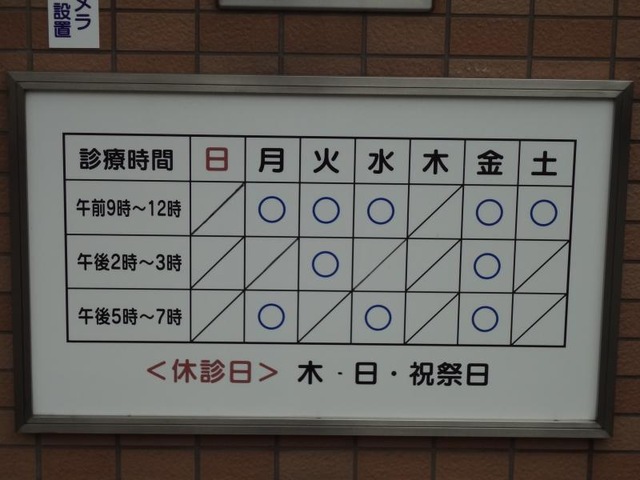 メラ
設置
診療時間 日 月 火 水 木 金 土
午前9時～12時 ／ ○ ○ ○ ／ ○ ○
午後2時～3時 ／ ／ ○ ／ ／ ○ ／
午後5時～7時 ／ ○ ／ ○ ／ ○ ／
＜休診日＞ 木・日・祝祭日